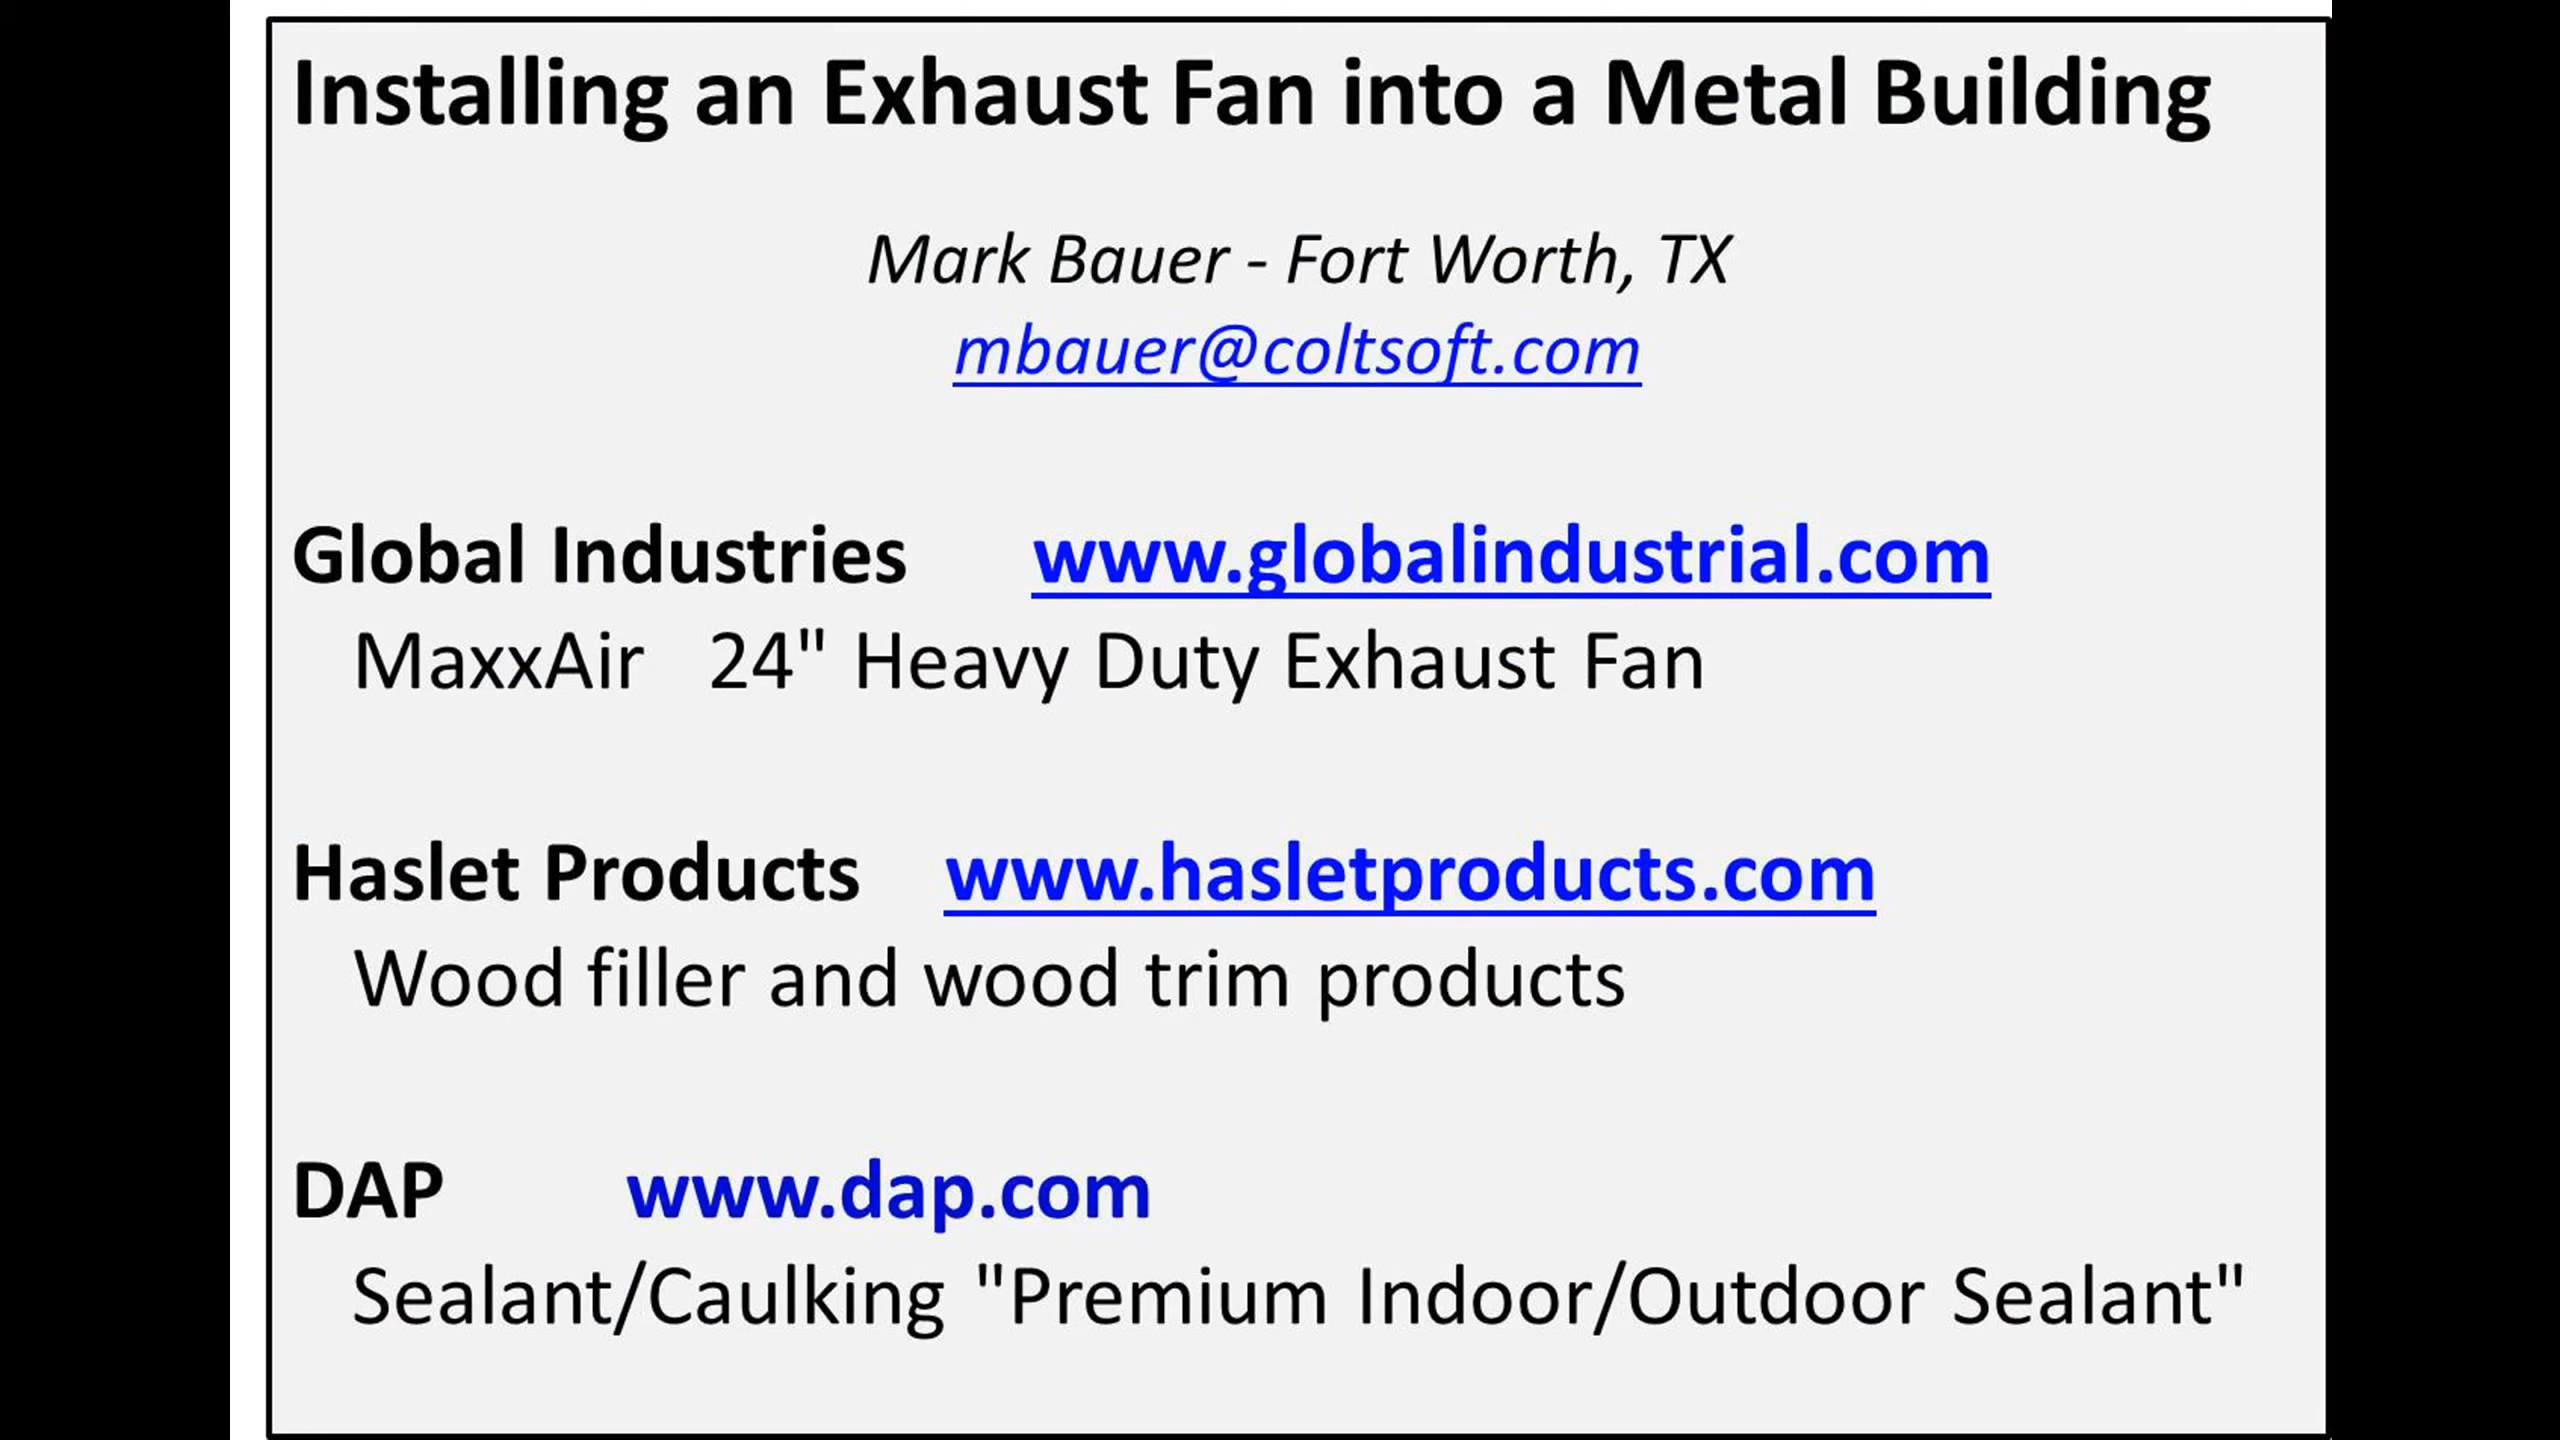 Installing an Exhaust Fan into a Metal Building
Mark Bauer - Fort Worth, TX
mbauer@coltsoft.com
Global Industries www.globalindustrial.com
MaxxAir 24" Heavy Duty Exhaust Fan
Haslet Products www.hasletproducts.com
Wood filler and wood trim products
DAP www.dap.com
Sealant/Caulking "Premium Indoor/Outdoor Sealant"